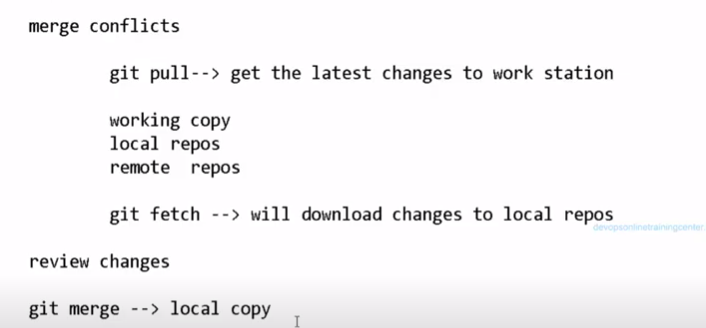 merge conflicts
git pull--> get the latest changes to work station
working copy
local repos
remote repos
git fetch --> will download changes to local repos
devopsonlinetrainingcenter
review changes
git merge --> local copy